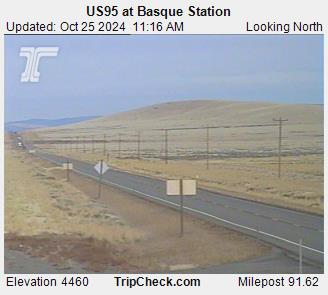 US95 at Basque Station
Updated: Oct 25 2024 11:16 AM Looking North
Elevation 4460 TripCheck.com Milepost 91.62